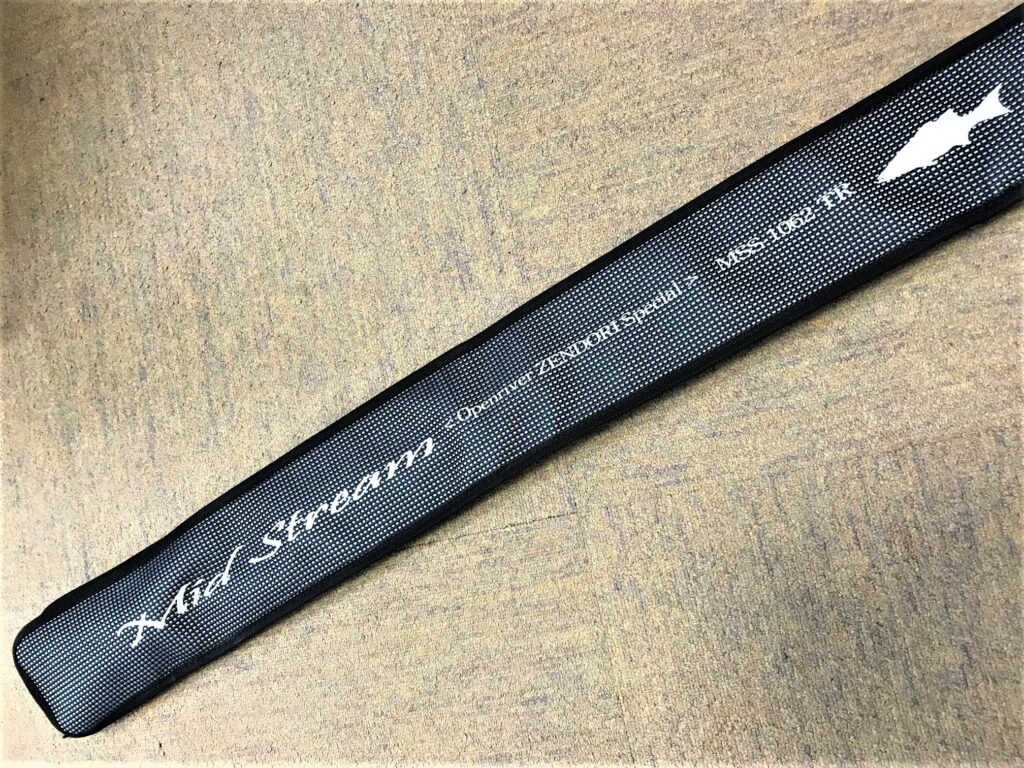 Mid Stream <Openriver ZENDORI Special> MSS-1062-TR